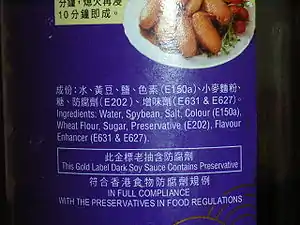 分鐘,熄火再浸
10分鐘即成。
成份:水、黃豆、鹽、色素(E150a)、小麥麵粉、
糖、防腐劑(E202)、增味劑(E631 & E627)。
Ingredients: Water, Soybean, Salt, Colour (E150a),
Wheat Flour, Sugar, Preservative (E202), Flavour
Enhancer (E631 & E627).
此金標老抽含防腐劑
This Gold Label Dark Soy Sauce Contains Preservative
符合香港食物防腐劑規例
IN FULL COMPLIANCE
WITH THE PRESERVATIVES IN FOOD REGULATIONS